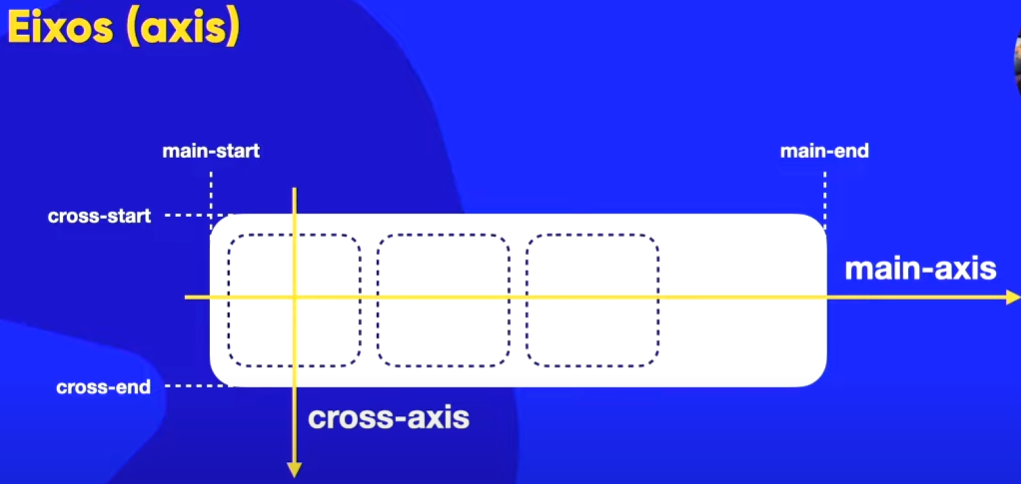 Eixos (axis)
main-start
main-end
cross-start
main-axis
cross-end
cross-axis